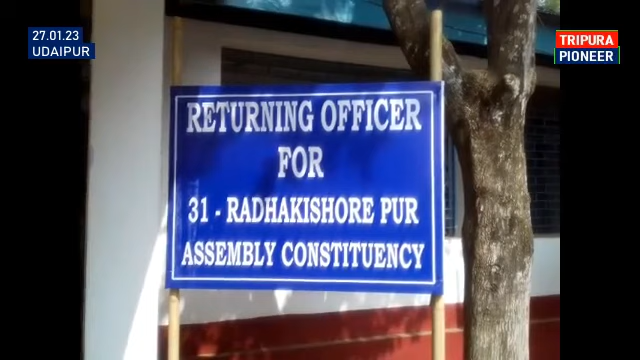 27.01.23
UDAIPUR
TRIPURA
PIONEER
RETURNING OFFICER
FOR
31 - RADHAKISHORE PUR
ASSEMBLY CONSTITUENCY